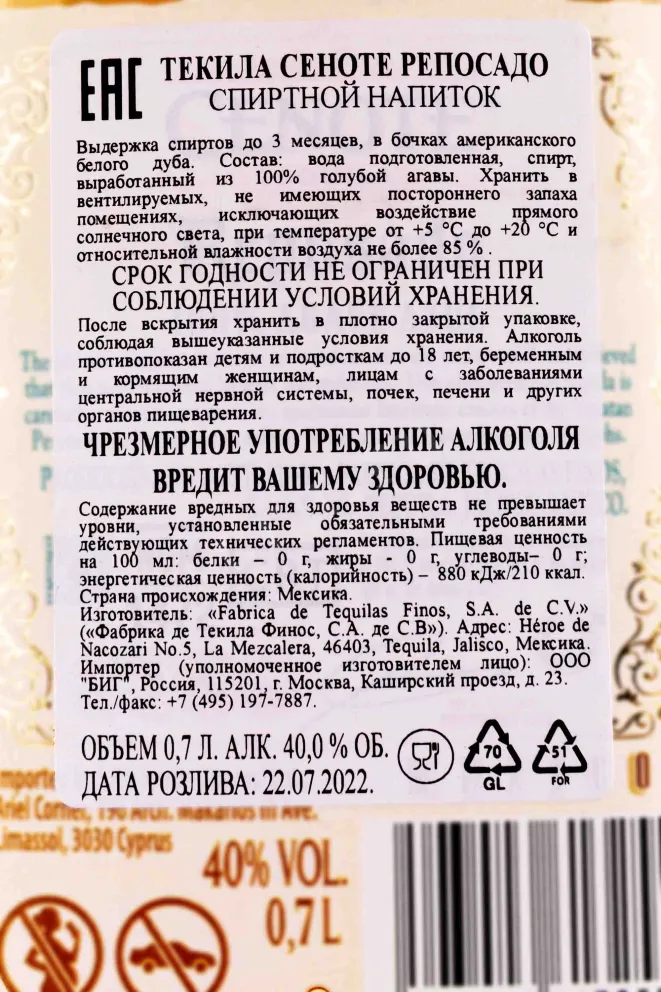 EAC
ТЕКИЛА СЕНОТЕ РЕПОСАДО
СПИРТНОЙ НАПИТОК
Выдержка спиртов до 3 месяцев, в бочках американского
белого дуба. Состав: вода подготовленная, спирт,
выработанный из 100% голубой агавы. Хранить в
вентилируемых, не имеющих постороннего запаха
помещениях, исключающих воздействие прямого
солнечного света, при температуре от +5 °C до +20 °C и
относительной влажности воздуха не более 85 % .
СРОК ГОДНОСТИ НЕ ОГРАНИЧЕН ПРИ
СОБЛЮДЕНИИ УСЛОВИЙ ХРАНЕНИЯ.
После вскрытия хранить в плотно закрытой упаковке,
соблюдая вышеуказанные условия хранения. Алкоголь
противопоказан детям и подросткам до 18 лет, беременным
и кормящим женщинам, лицам с заболеваниями
центральной нервной системы, почек, печени и других
органов пищеварения.
ЧРЕЗМЕРНОЕ УПОТРЕБЛЕНИЕ АЛКОГОЛЯ
ВРЕДИТ ВАШЕМУ ЗДОРОВЬЮ.
Содержание вредных для здоровья веществ не превышает
уровни, установленные обязательными требованиями
действующих технических регламентов. Пищевая ценность
на 100 мл: белки – 0 г, жиры - 0 г, углеводы– 0 г;
энергетическая ценность (калорийность) – 880 кДж/210 ккал.
Страна происхождения: Мексика.
Изготовитель: «Fabrica de Tequilas Finos, S.A. de C.V.»
(«Фабрика де Текила Финос, С.А. де С.В»). Адрес: Héroe de
Nacozari No.5, La Mezcalera, 46403, Tequila, Jalisco, Мексика.
Импортер (уполномоченное изготовителем лицо): ООО
"БИГ", Россия, 115201, г. Москва, Каширский проезд, д. 23.
Тел./факс: +7 (495) 197-7887.
ОБЪЕМ 0,7 Л. АЛК. 40,0 % ОБ.
ДАТА РОЗЛИВА: 22.07.2022.
70
GL
51
FOR
Limassol, 3030 Cyprus
40% VOL.
0,7L